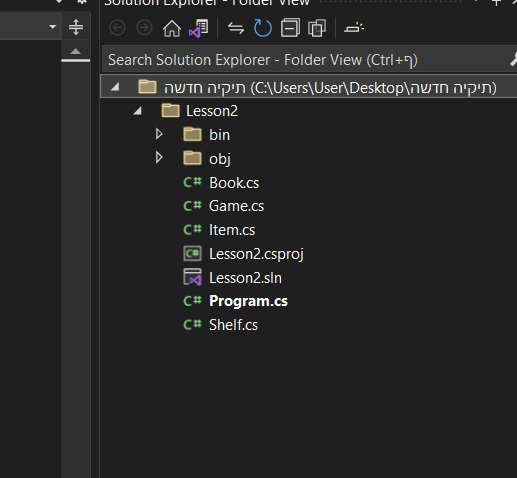 Solution Explorer - Folder View
Search Solution Explorer - Folder View (Ctrl+ף)
תיקיה חדשה (C:\Users\User\Desktop\תיקיה חדשה)
Lesson2
bin
obj
C# Book.cs
C# Game.cs
C# Item.cs
C# Lesson2.csproj
Lesson2.sln
C# Program.cs
C# Shelf.cs